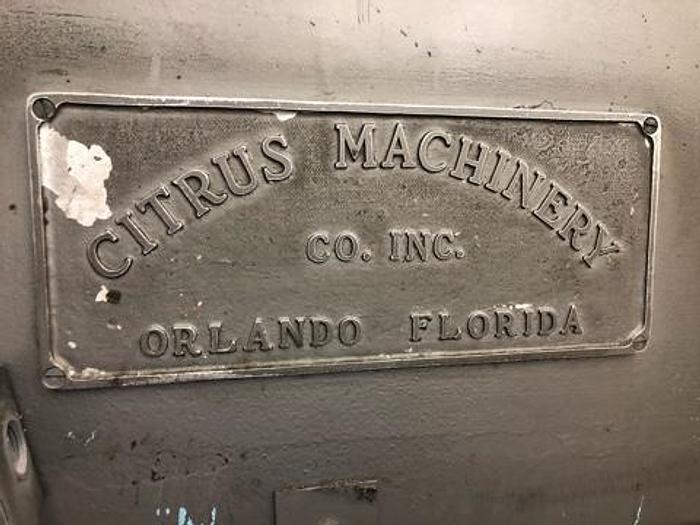 CITRUS MACHINERY
CO. INC.
ORLANDO FLORIDA